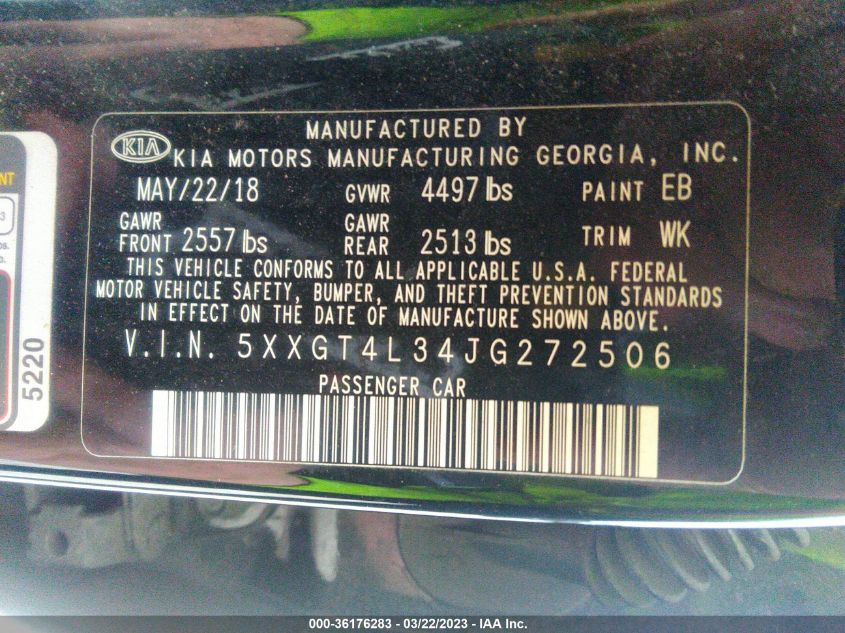 MANUFACTURED BY
KIA KIA MOTORS MANUFACTURING GEORGIA, INC.
MAY/22/18 GVWR 4497 lbs PAINT EB
GAWR FRONT 2557 lbs GAWR REAR 2513 lbs TRIM WK
THIS VEHICLE CONFORMS TO ALL APPLICABLE U.S.A. FEDERAL
MOTOR VEHICLE SAFETY, BUMPER, AND THEFT PREVENTION STANDARDS
IN EFFECT ON THE DATE OF MANUFACTURE SHOWN ABOVE.
V.I.N. 5XXGT4L34JG272506
PASSENGER CAR
5220
000-36176283 - 03/22/2023 - IAA Inc.